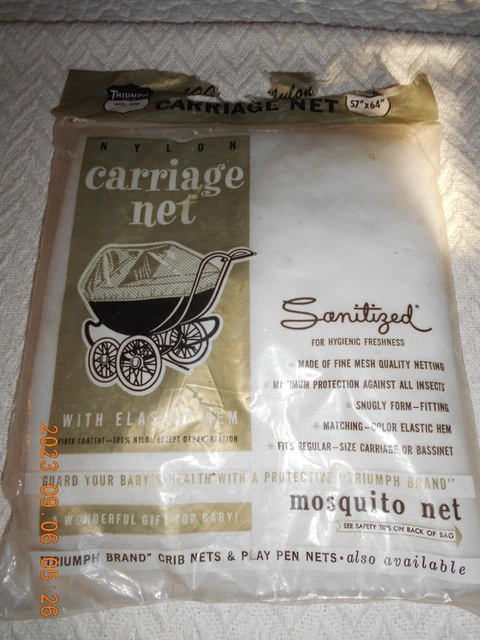 TRIUMPH
100% Nylon
CARRIAGE NET
57"x64"
NYLON
carriage
net
Sanitized®
FOR HYGIENIC FRESHNESS
MADE OF FINE MESH QUALITY NETTING
MAXIMUM PROTECTION AGAINST ALL INSECTS
SNUGLY FORM-FITTING
MATCHING-COLOR ELASTIC HEM
FITS REGULAR-SIZE CARRIAGE OR BASSINET
WITH ELASTIC HEM
FIBER CONTENT—100% NYLON EXCEPT ORNAMENTATION
GUARD YOUR BABY'S HEALTH WITH A PROTECTIVE "TRIUMPH BRAND"
mosquito net
A WONDERFUL GIFT FOR BABY!
SEE SAFETY TIPS ON BACK OF BAG
"TRIUMPH BRAND" CRIB NETS & PLAY PEN NETS • also available
2023 09 06 05 26